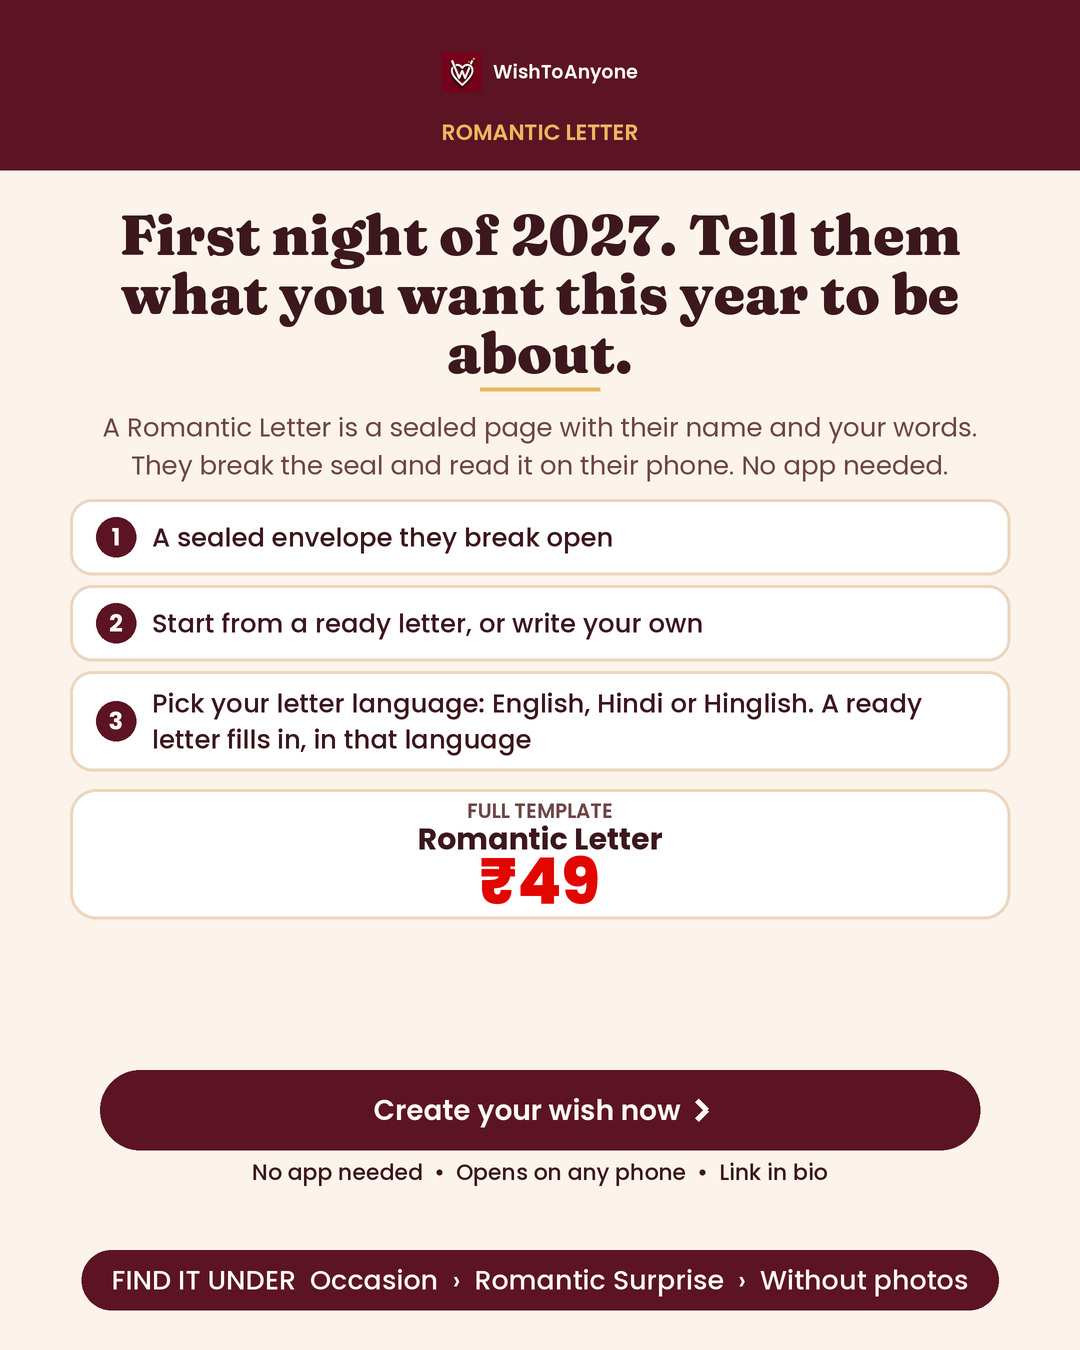 WishToAnyone
ROMANTIC LETTER
First night of 2027. Tell them
what you want this year to be
about.
A Romantic Letter is a sealed page with their name and your words.
They break the seal and read it on their phone. No app needed.
1 A sealed envelope they break open
2 Start from a ready letter, or write your own
3 Pick your letter language: English, Hindi or Hinglish. A ready
letter fills in, in that language
FULL TEMPLATE
Romantic Letter
₹49
Create your wish now ›
No app needed • Opens on any phone • Link in bio
FIND IT UNDER Occasion › Romantic Surprise › Without photos